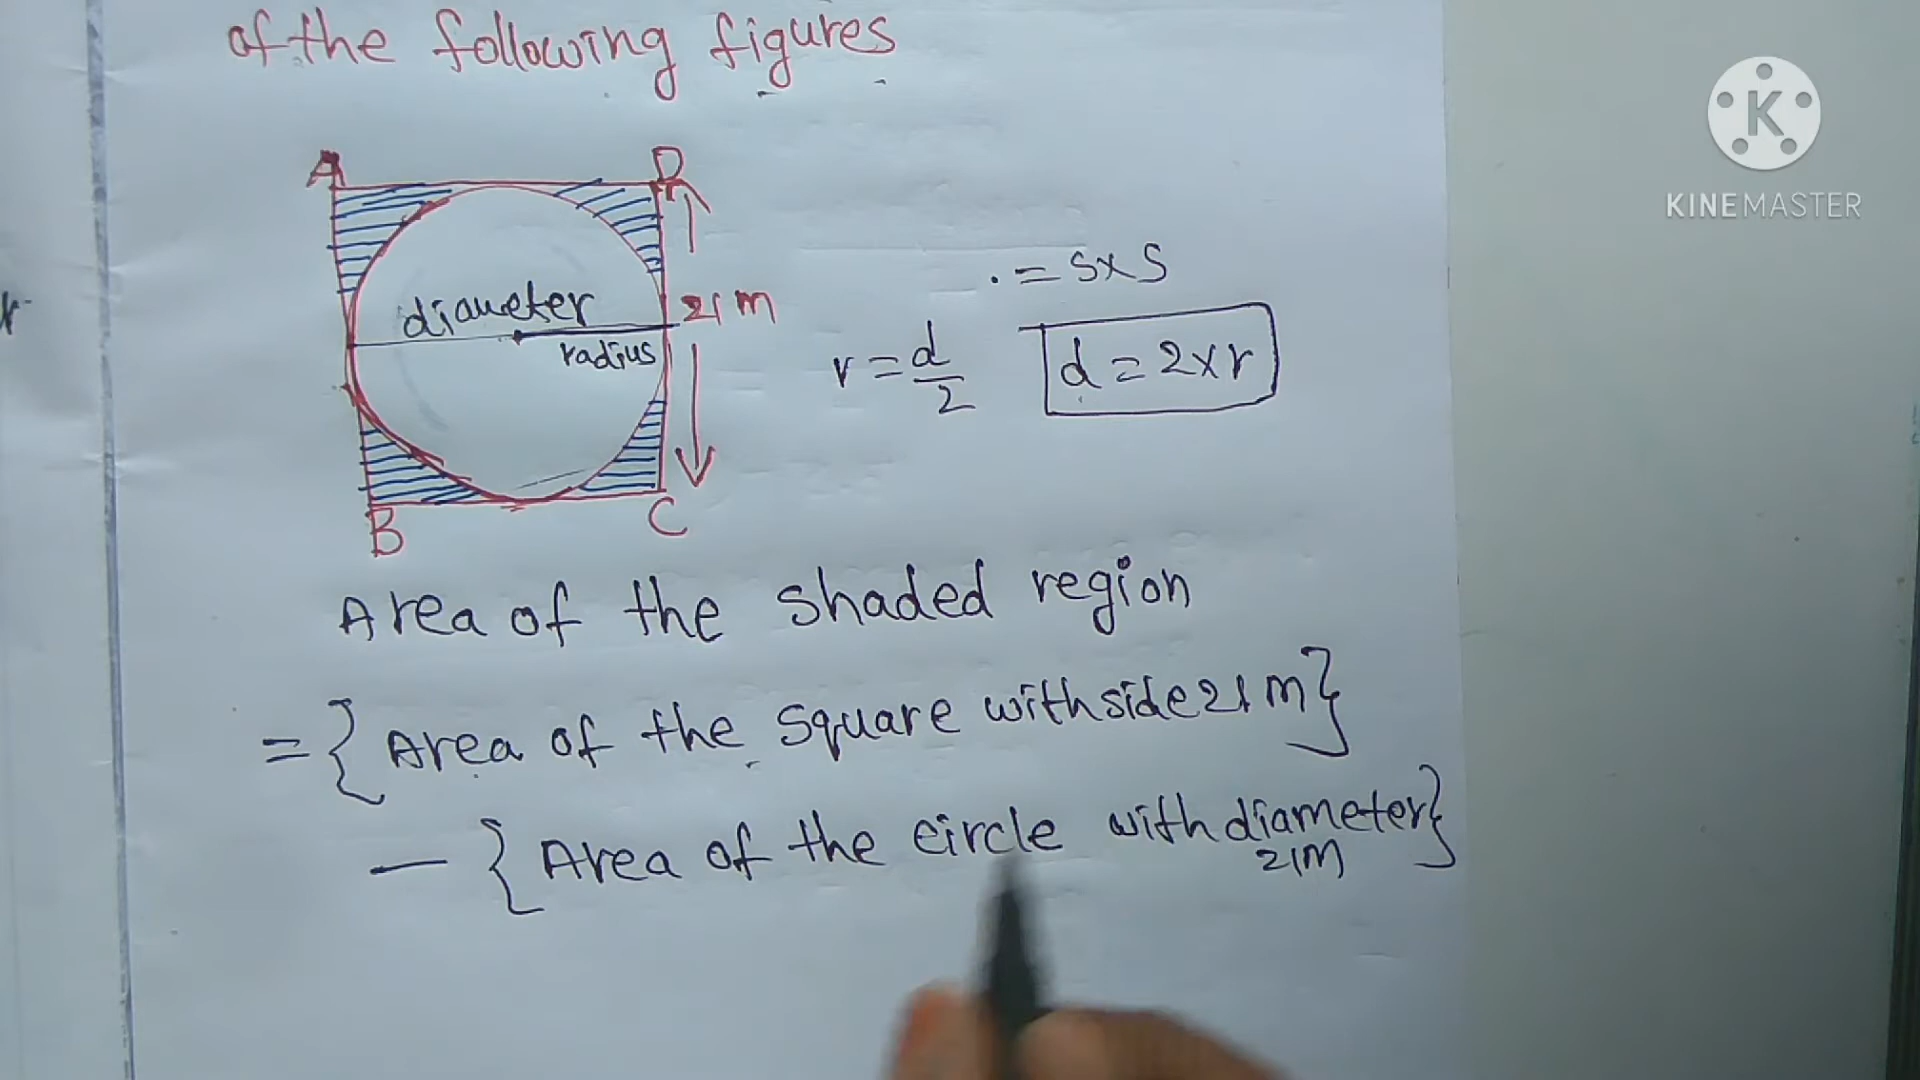 of the following figures
A D
diameter
radius
21 m
. = s x s
r = d/2
d = 2 x r
B C
Area of the shaded region
= { Area of the square with side 21 m }
— { Area of the circle with diameter }
21m
K
KINEMASTER
r